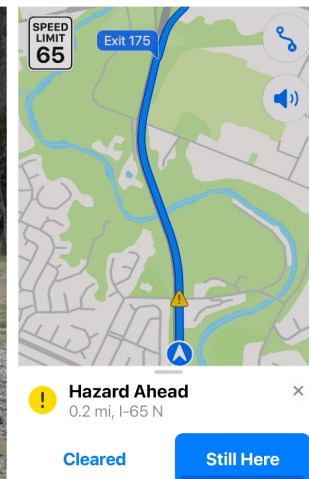 SPEED
LIMIT
65
Exit 175
Hazard Ahead
0.2 mi, I-65 N
Cleared
Still Here